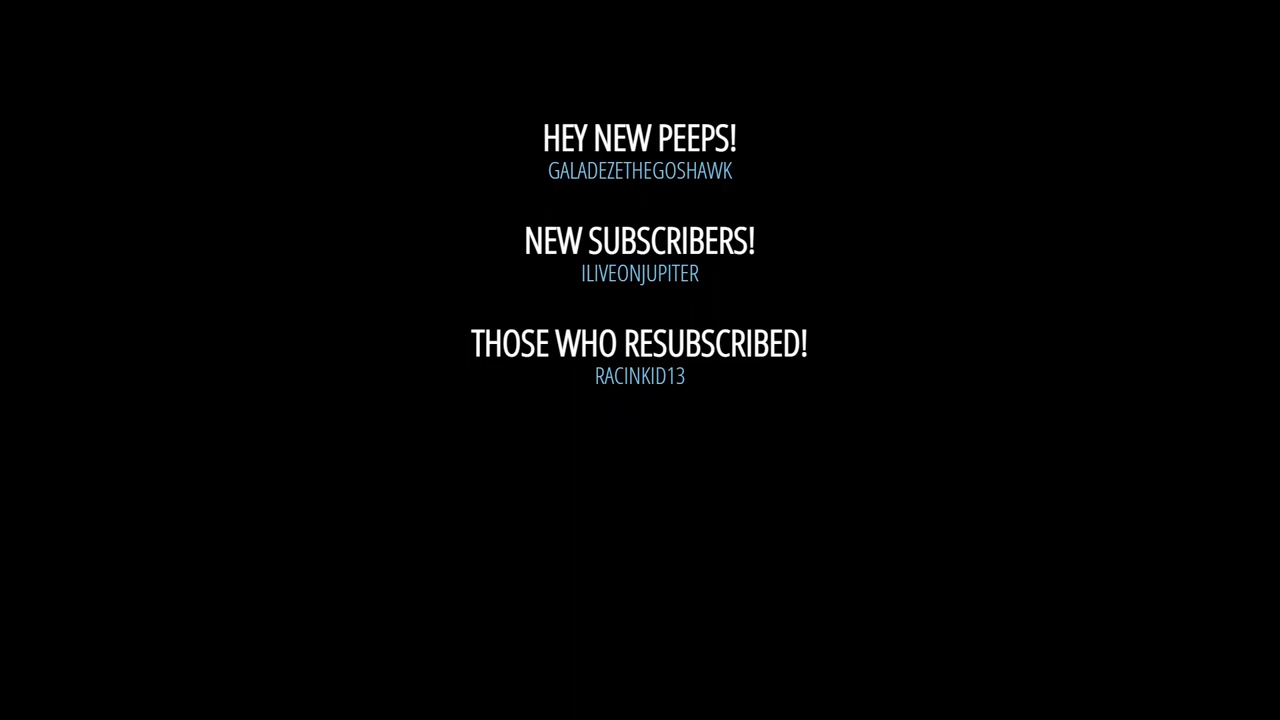 HEY NEW PEEPS!
GALADEZETHEGOSHAWK
NEW SUBSCRIBERS!
ILIVEONJUPITER
THOSE WHO RESUBSCRIBED!
RACINKID13